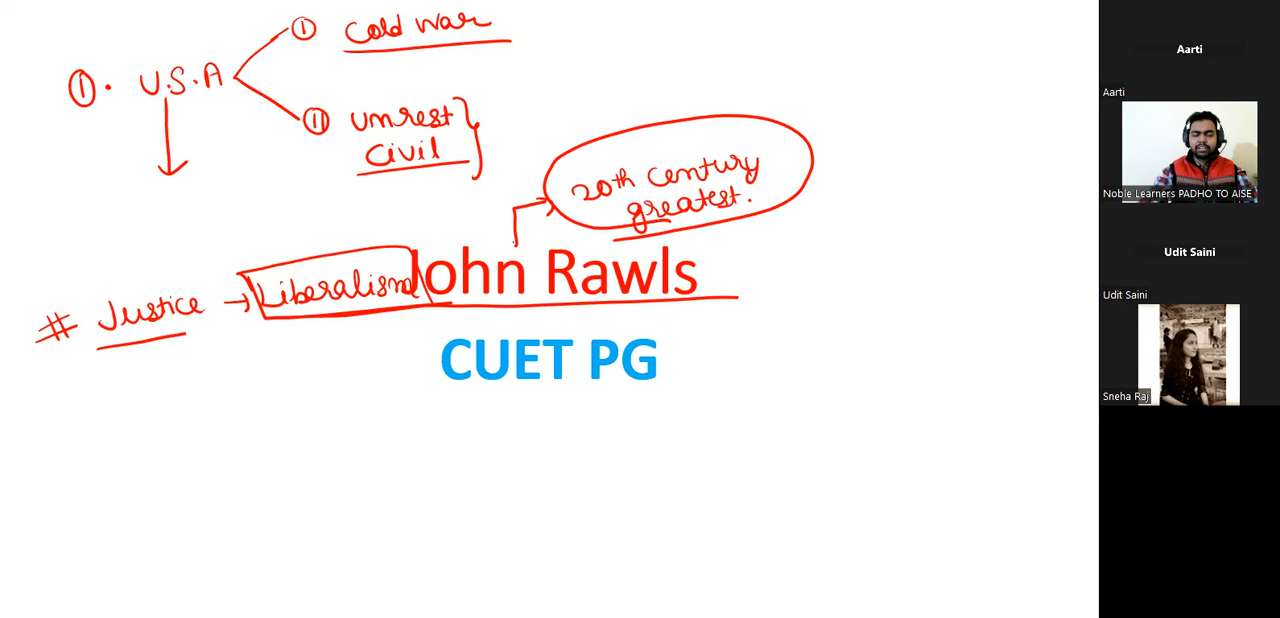 ① Cold War
①. U.S.A
② unrest
civil
20th century
greatest.
John Rawls
# Justice → Liberalism
CUET PG
Aarti
Aarti
Noble Learners PADHO TO AISE
Udit Saini
Udit Saini
Sneha Raj